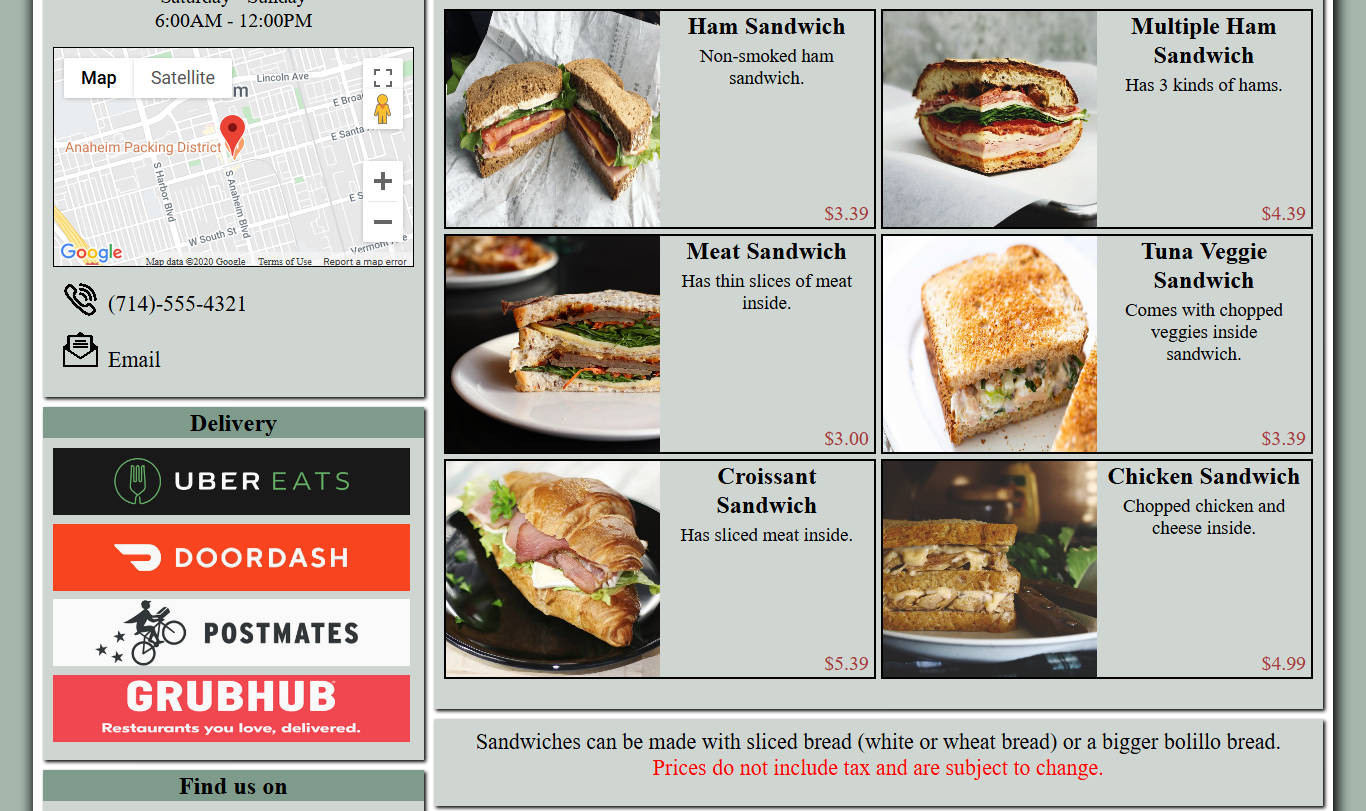 Saturday - Sunday
6:00AM - 12:00PM
Map
Satellite
Lincoln Ave
m
E Broa
E Santa
Anaheim Packing District
S Harbor Blvd
S Anaheim Blvd
E S
W South St
Vermont
e
Google
Map data ©2020 Google
Terms of Use
Report a map error
(714)-555-4321
Email
Delivery
UBER EATS
DOORDASH
POSTMATES
GRUBHUB
Restaurants you love, delivered.
Find us on
Ham Sandwich
Non-smoked ham
sandwich.
$3.39
Multiple Ham
Sandwich
Has 3 kinds of hams.
$4.39
Meat Sandwich
Has thin slices of meat
inside.
$3.00
Tuna Veggie
Sandwich
Comes with chopped
veggies inside
sandwich.
$3.39
Croissant
Sandwich
Has sliced meat inside.
$5.39
Chicken Sandwich
Chopped chicken and
cheese inside.
$4.99
Sandwiches can be made with sliced bread (white or wheat bread) or a bigger bolillo bread.
Prices do not include tax and are subject to change.